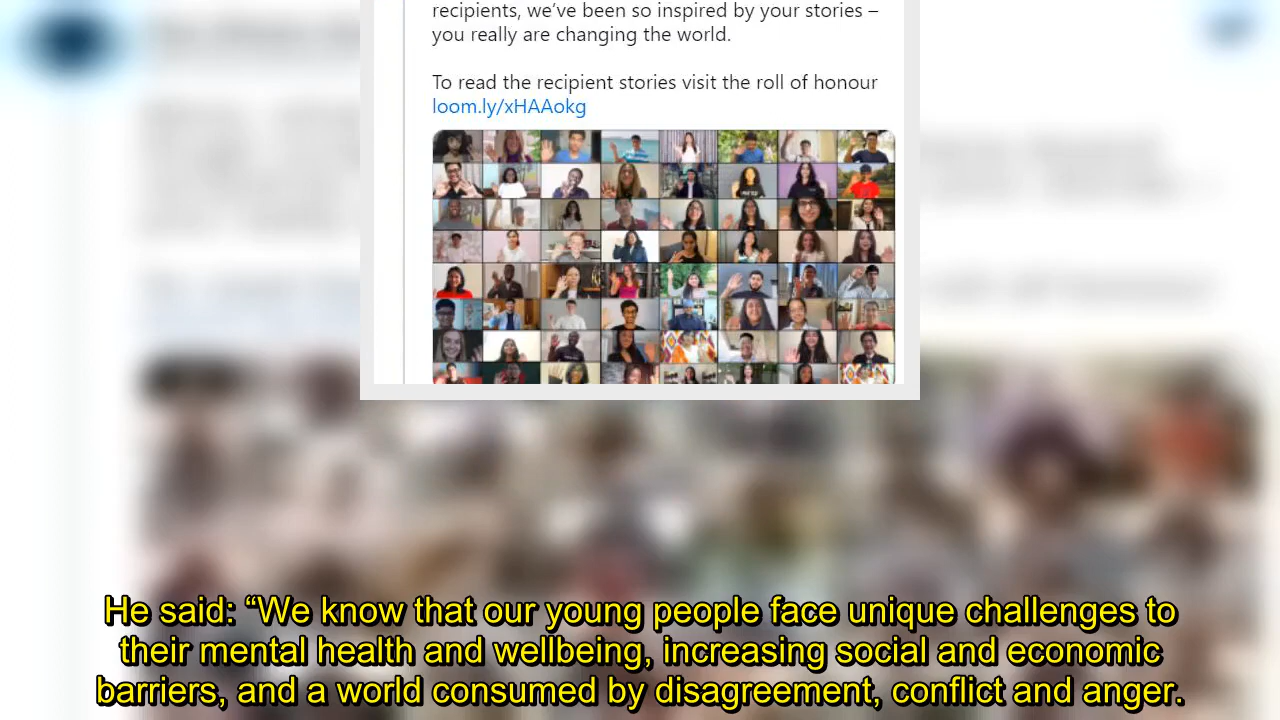 recipients, we’ve been so inspired by your stories –
you really are changing the world.
To read the recipient stories visit the roll of honour
loom.ly/xHAAokg
He said: “We know that our young people face unique challenges to
their mental health and wellbeing, increasing social and economic
barriers, and a world consumed by disagreement, conflict and anger.